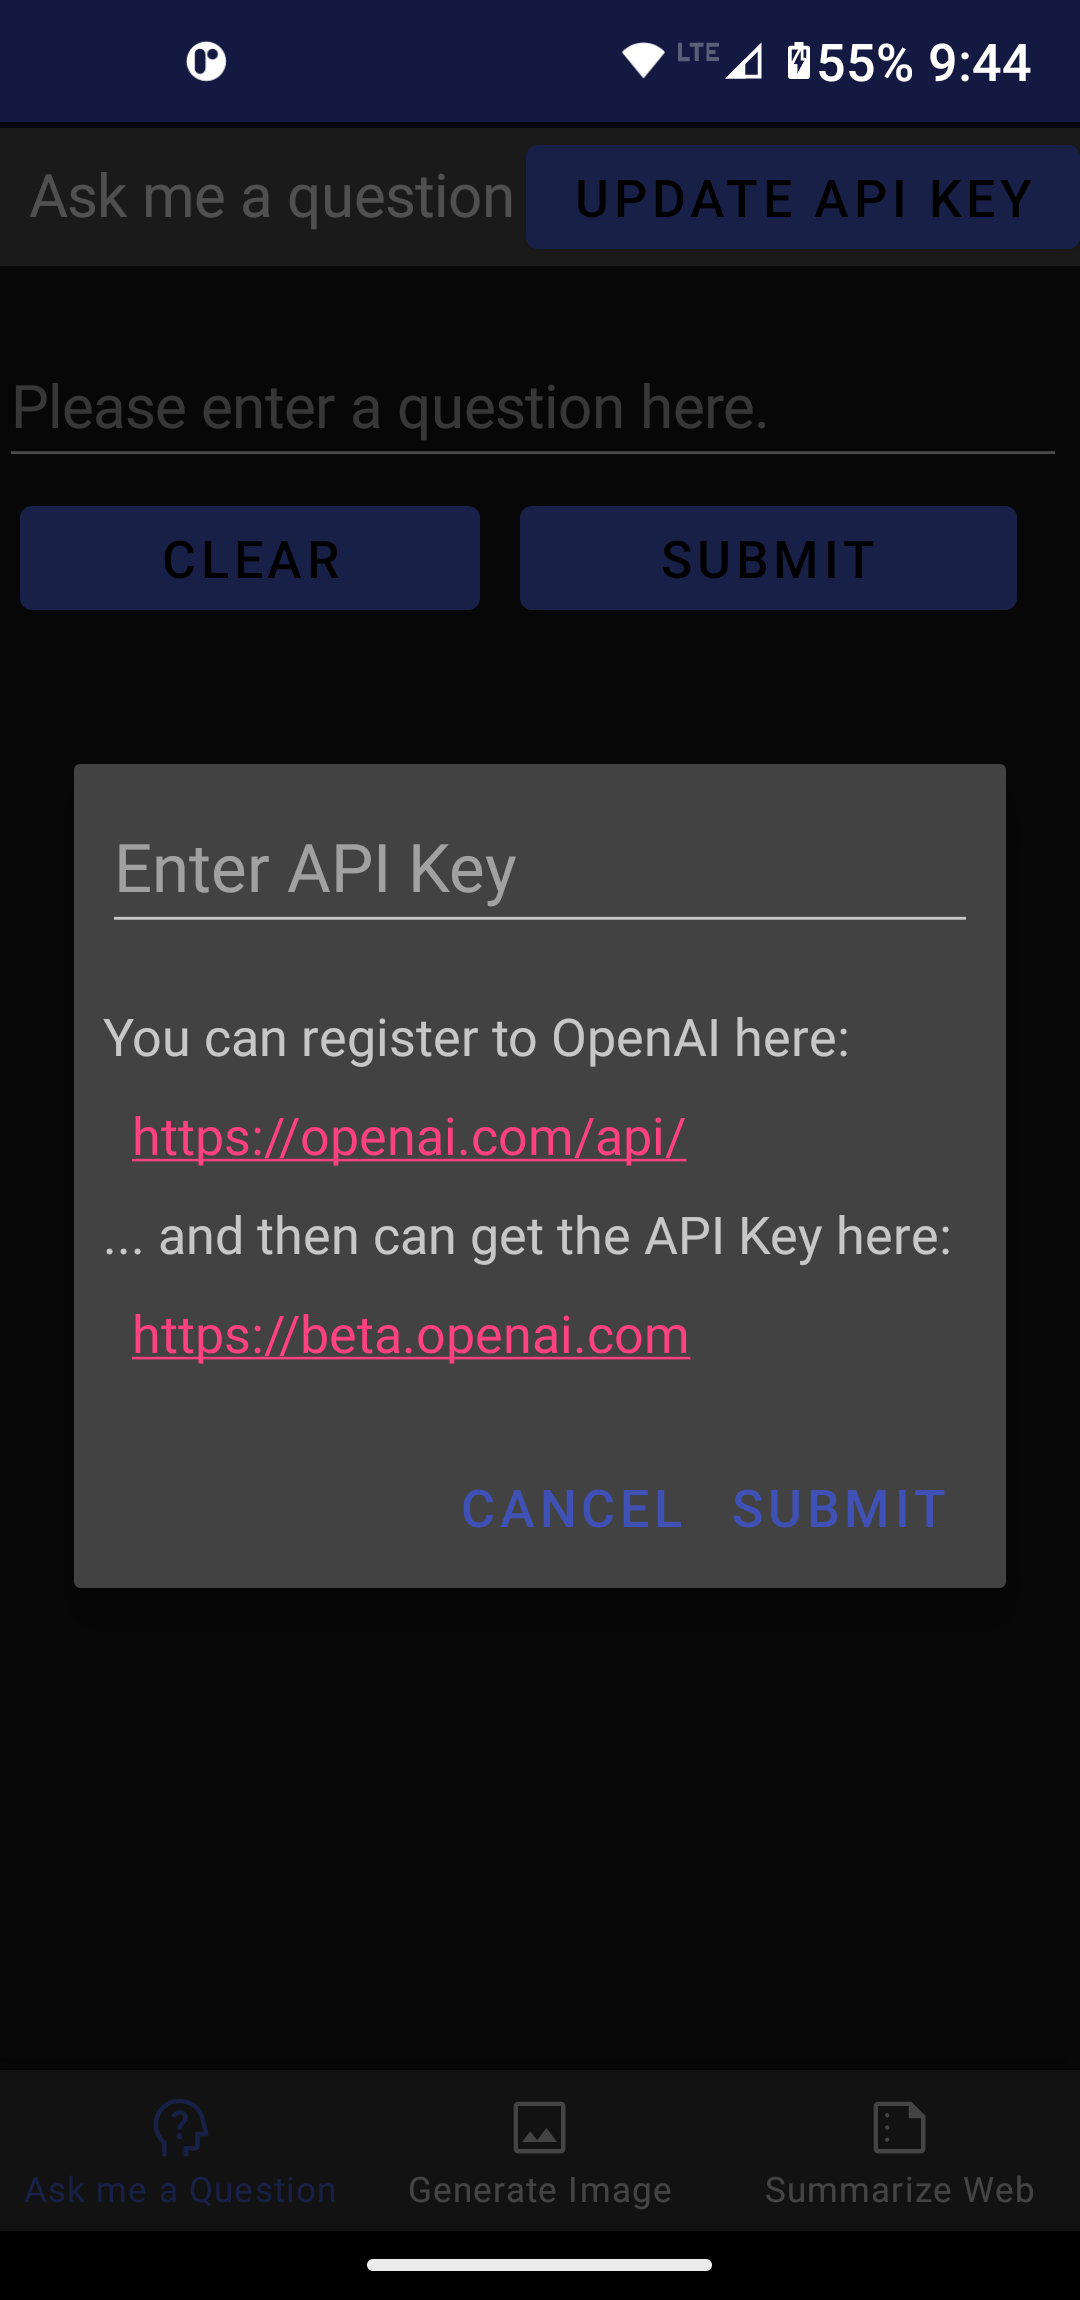 LTE 55% 9:44
Ask me a question UPDATE API KEY
Please enter a question here.
CLEAR SUBMIT
Enter API Key
You can register to OpenAI here:
https://openai.com/api/
... and then can get the API Key here:
https://beta.openai.com
CANCEL SUBMIT
Ask me a Question Generate Image Summarize Web